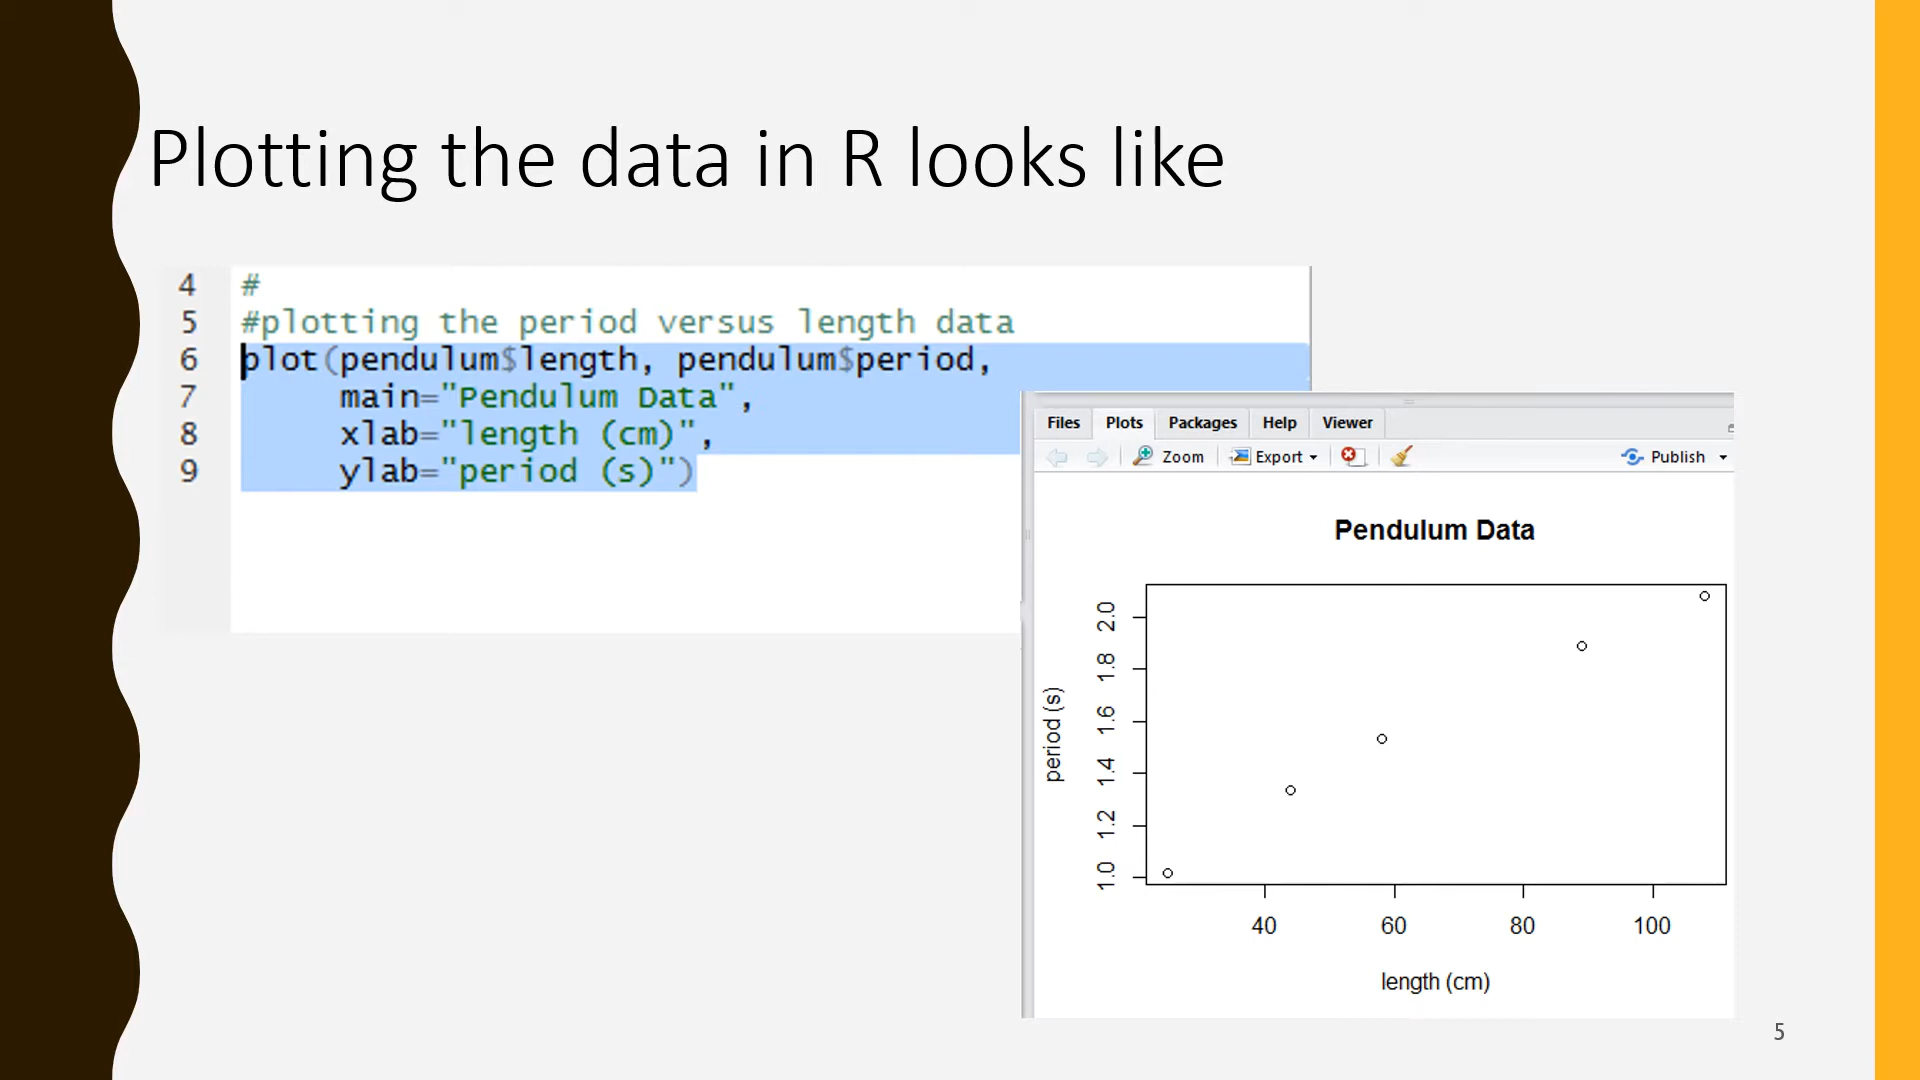 Plotting the data in R looks like
4 #
5 #plotting the period versus length data
6 plot(pendulum$length, pendulum$period,
7 main="Pendulum Data",
8 xlab="length (cm)",
9 ylab="period (s)")
Files Plots Packages Help Viewer
Zoom Export Publish
Pendulum Data
2.0
1.8
1.6
1.4
1.2
1.0
period (s)
40 60 80 100
length (cm)
5